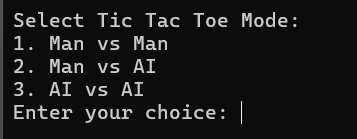 Select Tic Tac Toe Mode:
1. Man vs Man
2. Man vs AI
3. AI vs AI
Enter your choice: